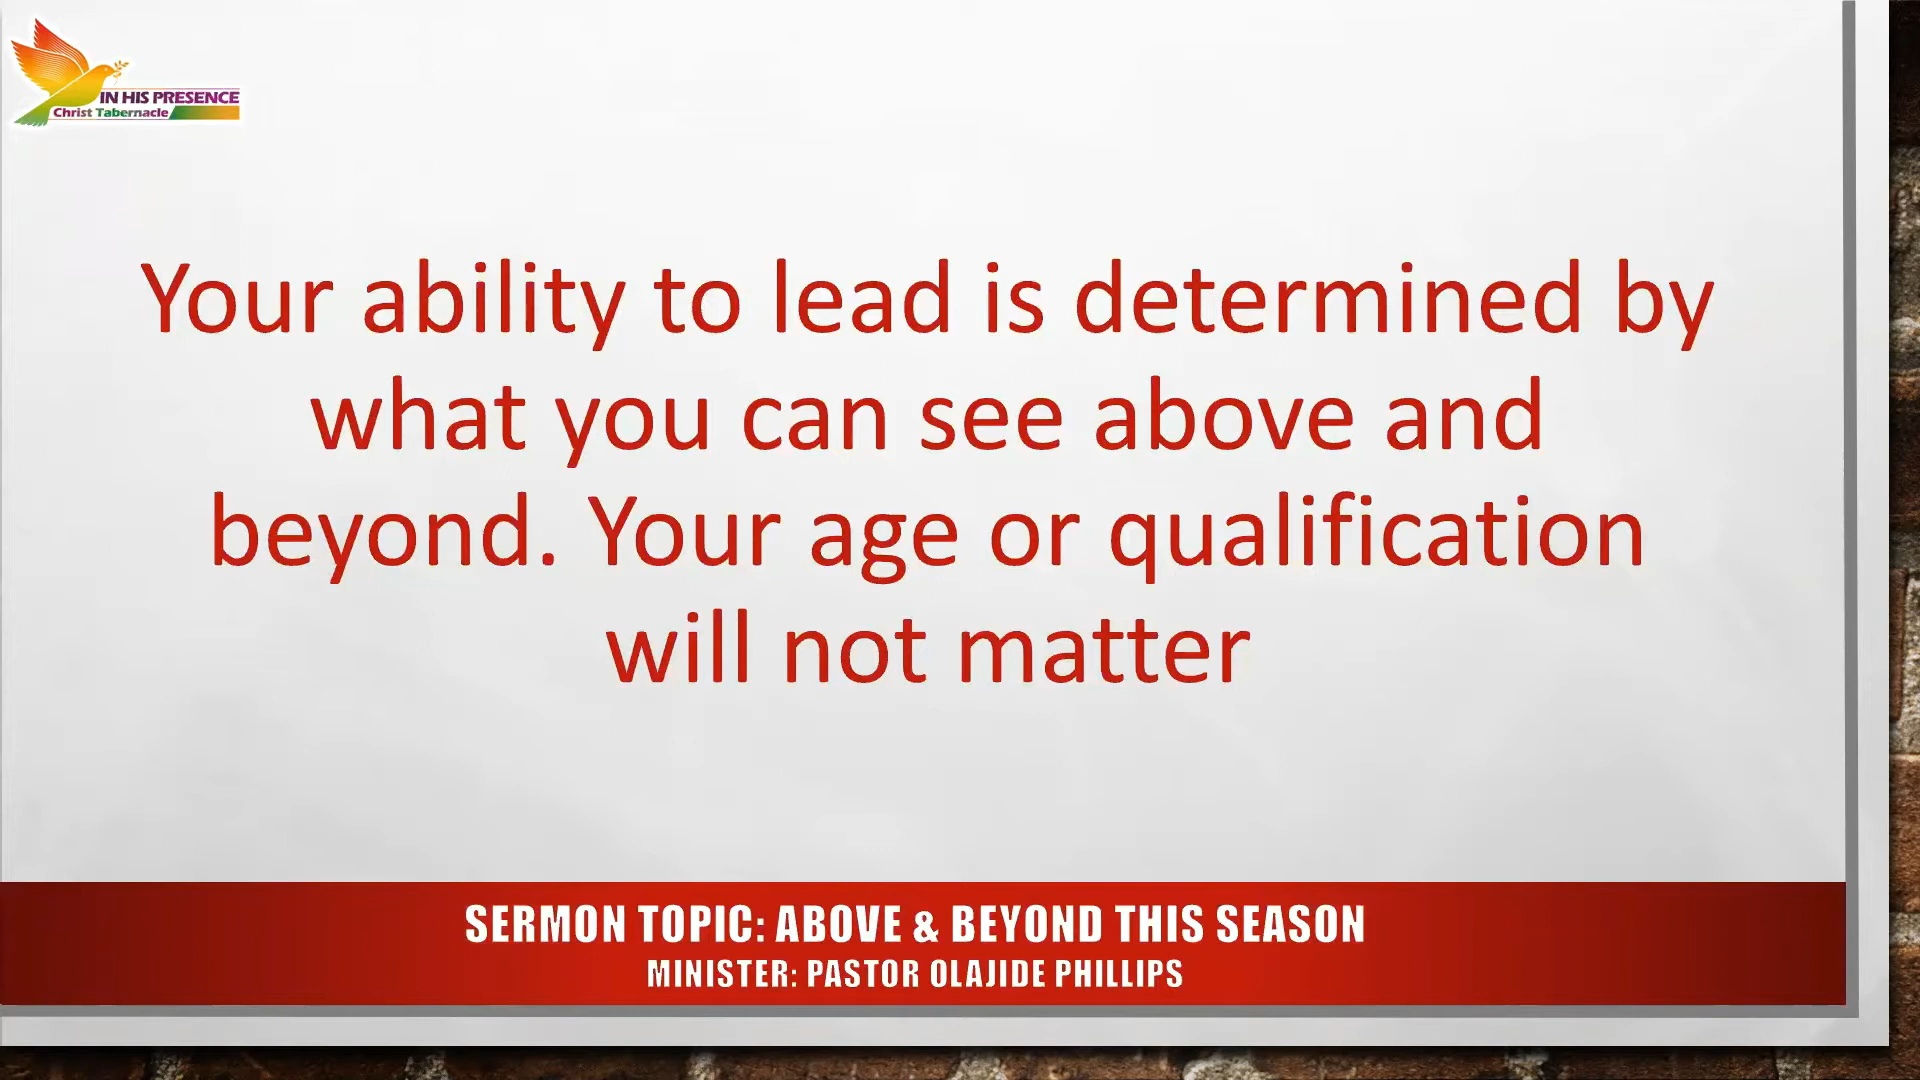 IN HIS PRESENCE
Christ Tabernacle
Your ability to lead is determined by
what you can see above and
beyond. Your age or qualification
will not matter
SERMON TOPIC: ABOVE & BEYOND THIS SEASON
MINISTER: PASTOR OLAJIDE PHILLIPS